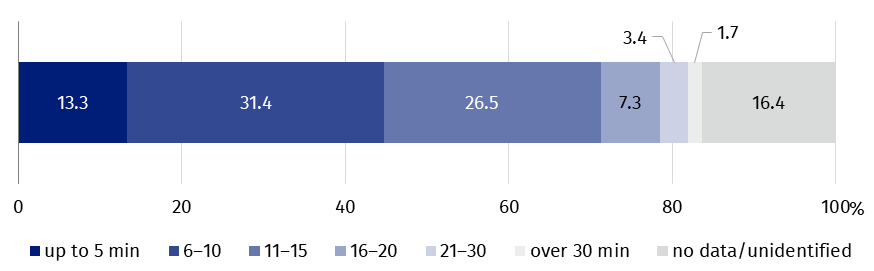 1.7
3.4
13.3 31.4 26.5 7.3 16.4
0 20 40 60 80 100%
up to 5 min 6–10 11–15 16–20 21–30 over 30 min no data/unidentified